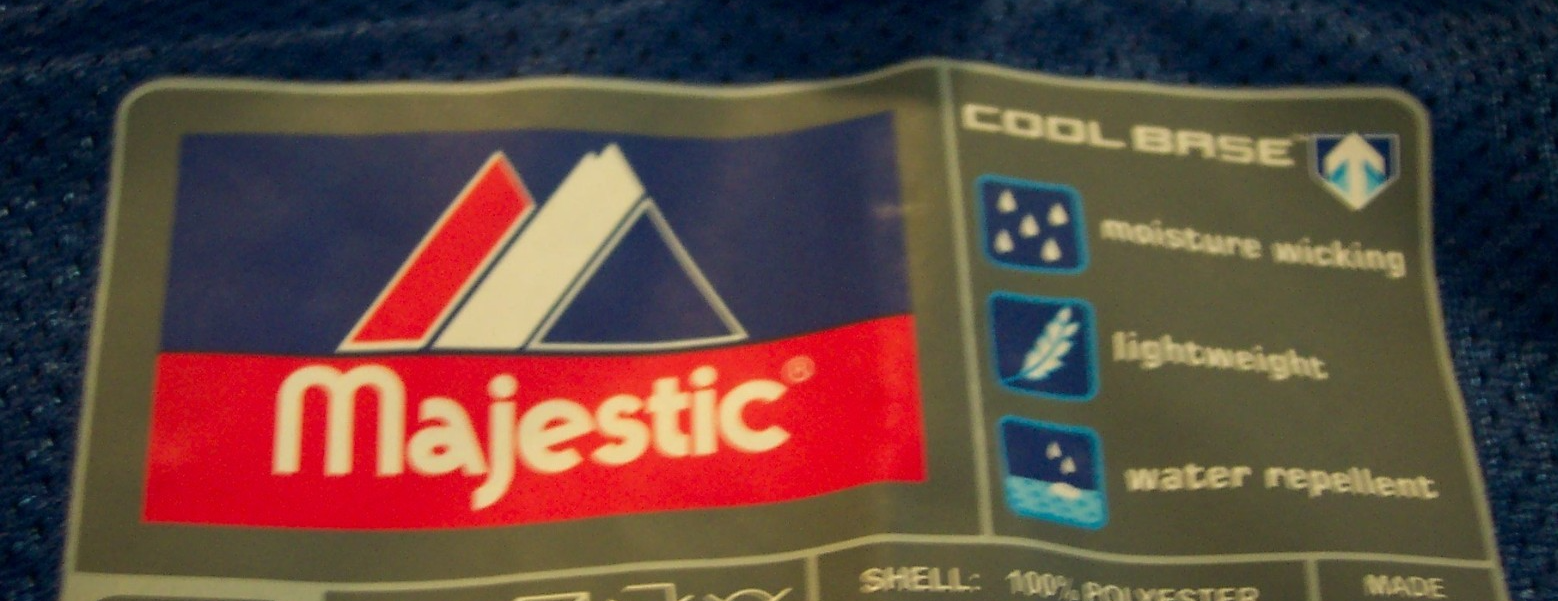 COOL BASE™
moisture wicking
lightweight
water repellent
Majestic®
SHELL: 100% POLYESTER
MADE